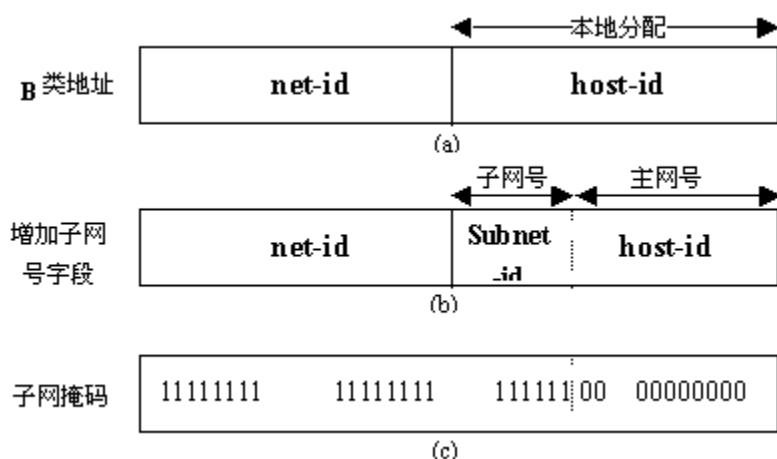 本地分配
B 类地址 net-id host-id
(a)
子网号 主网号
增加子网
号字段
net-id
Subnet
-id
host-id
(b)
子网掩码 11111111 11111111 111111 00 00000000
(c)